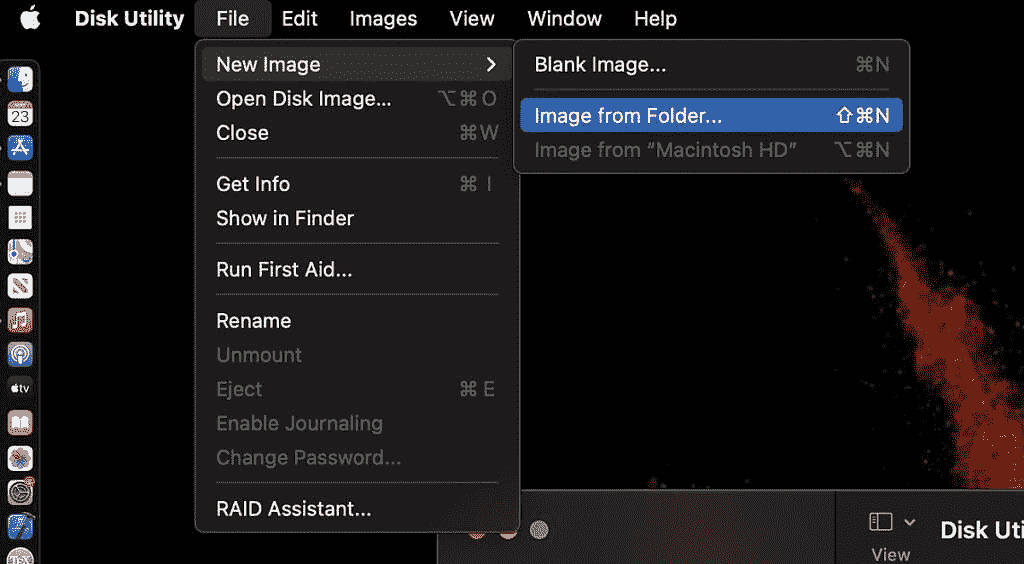 Disk Utility File Edit Images View Window Help
New Image
Open Disk Image... ⌥⌘O
Close ⌘W
Get Info ⌘I
Show in Finder
Run First Aid...
Rename
Unmount
Eject ⌘E
Enable Journaling
Change Password...
RAID Assistant...
Blank Image... ⌘N
Image from Folder... ⇧⌘N
Image from “Macintosh HD” ⌥⌘N
23
tv
View
Disk Uti